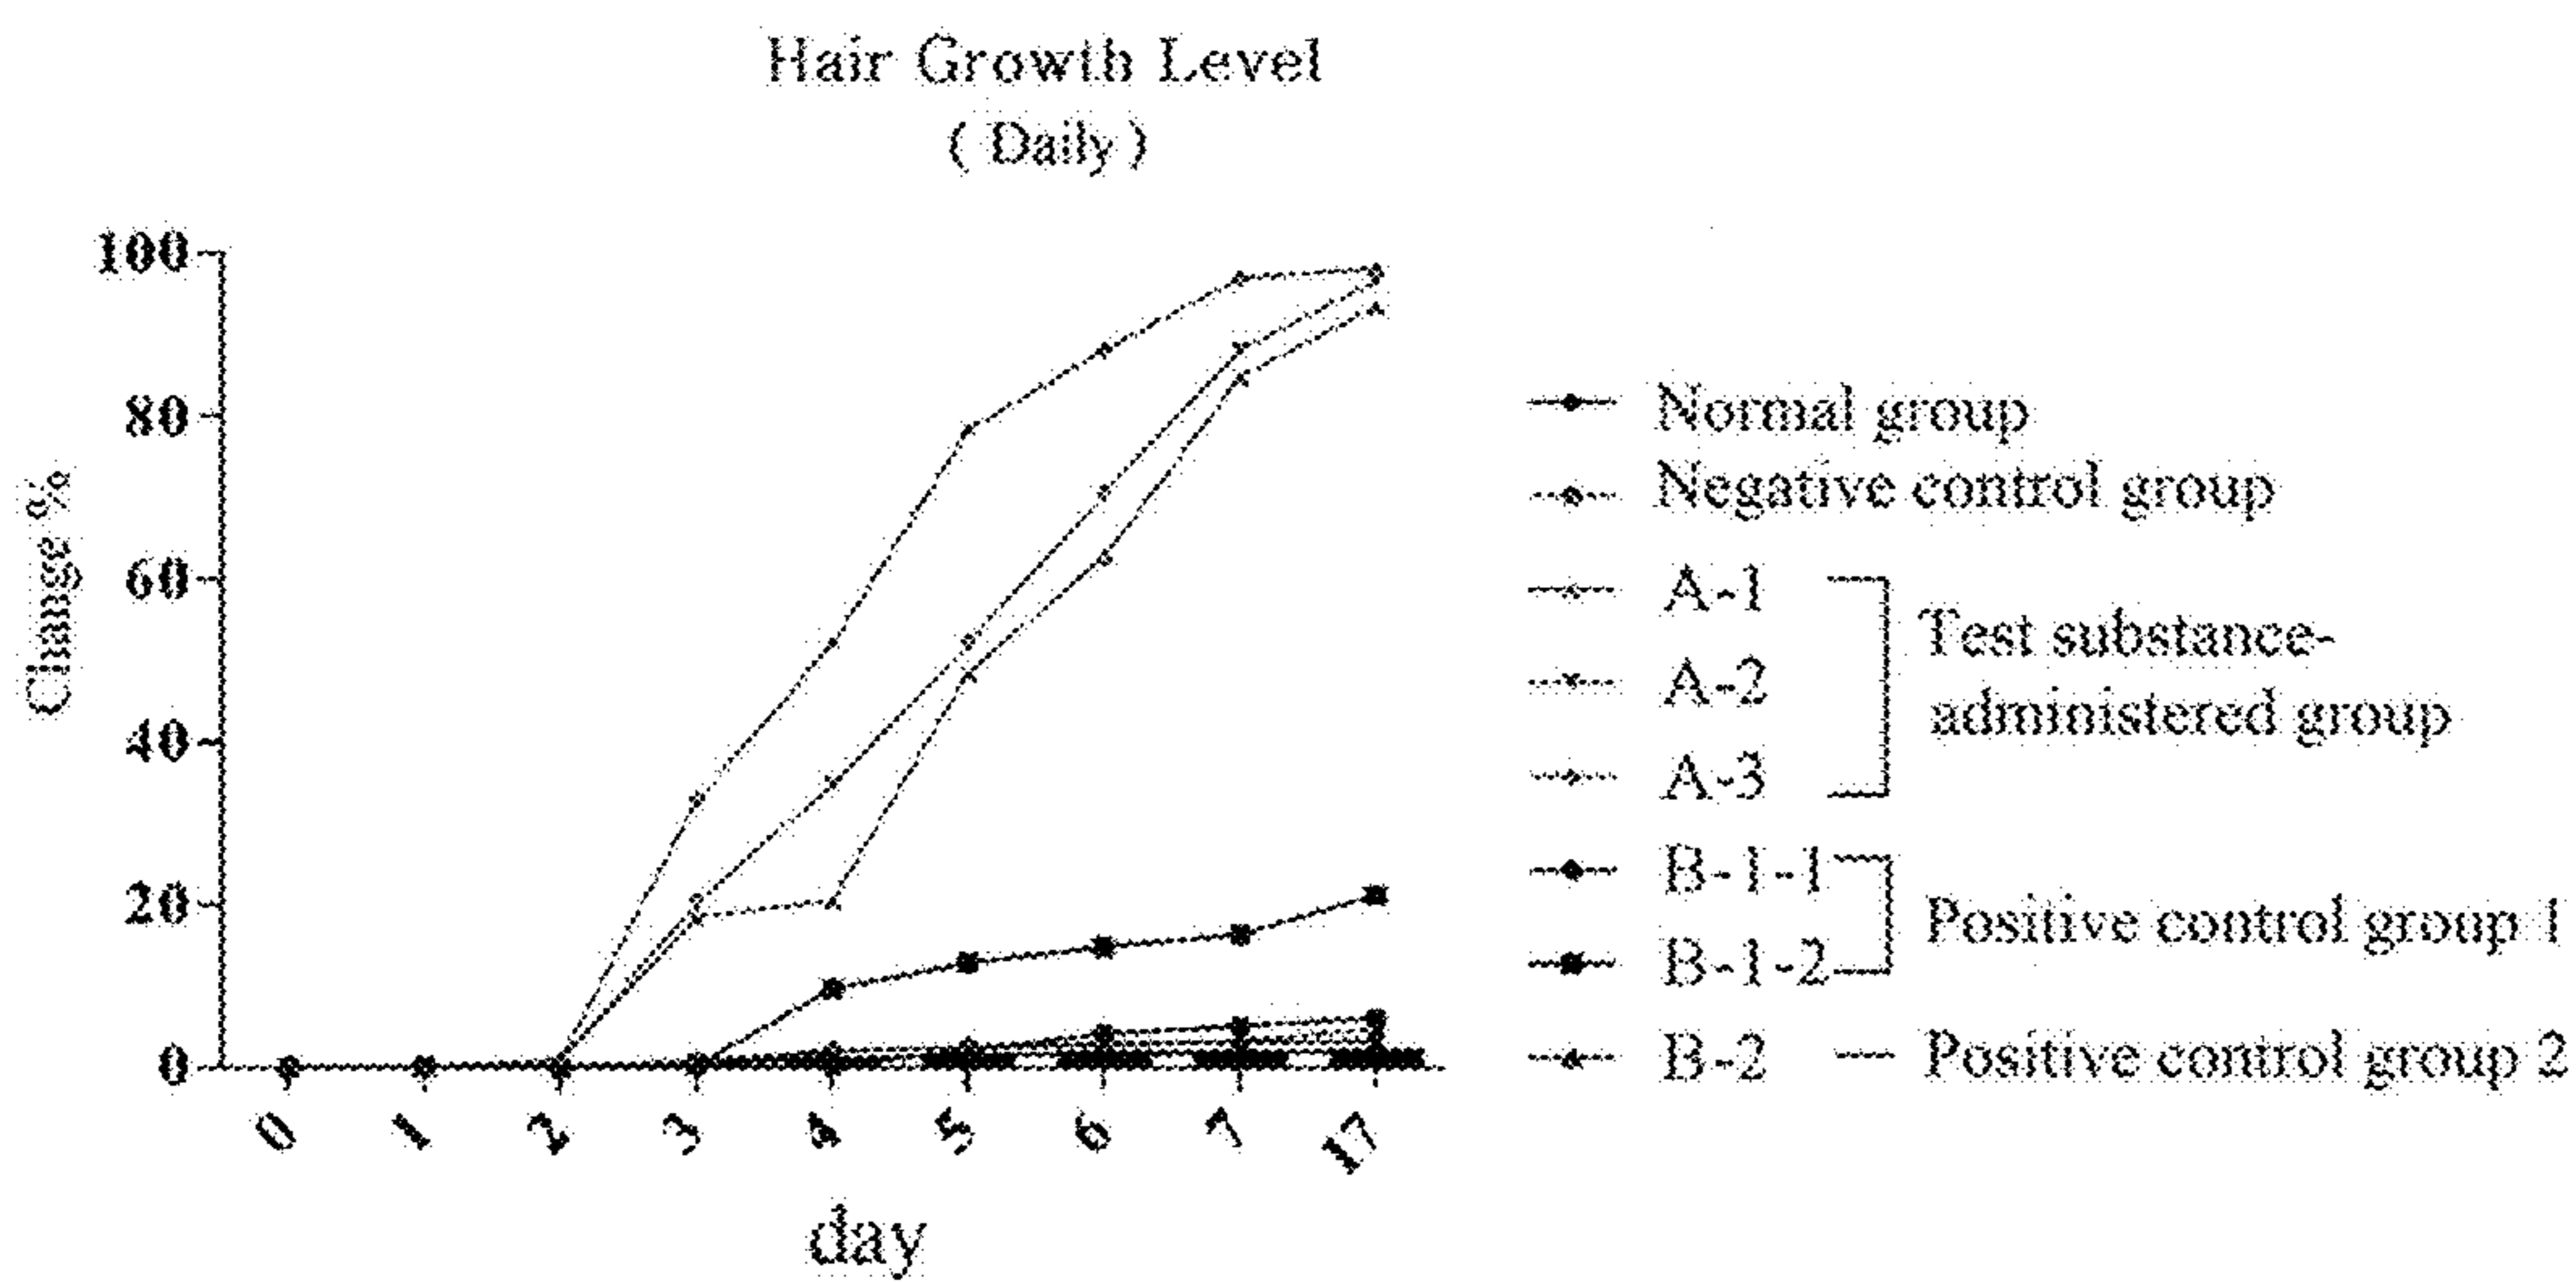 Hair Growth Level
( Daily )
Change %
100
80
60
40
20
0
0
1
2
3
4
5
6
7
17
day
Normal group
Negative control group
A-1
A-2
A-3
Test substance-
administered group
B-1-1
B-1-2
Positive control group 1
B-2
Positive control group 2